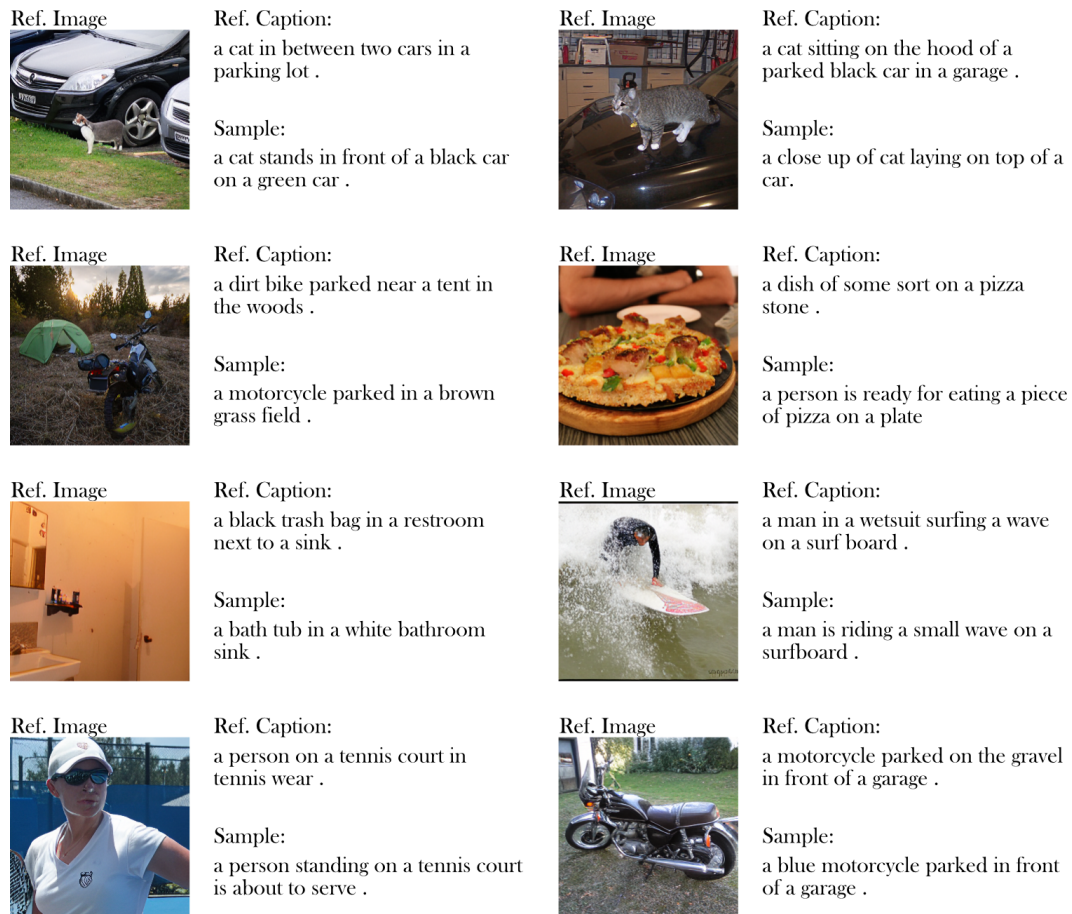 Ref. Image
Ref. Caption:
a cat in between two cars in a
parking lot .
Sample:
a cat stands in front of a black car
on a green car .
Ref. Image
Ref. Caption:
a cat sitting on the hood of a
parked black car in a garage .
Sample:
a close up of cat laying on top of a
car.
Ref. Image
Ref. Caption:
a dirt bike parked near a tent in
the woods .
Sample:
a motorcycle parked in a brown
grass field .
Ref. Image
Ref. Caption:
a dish of some sort on a pizza
stone .
Sample:
a person is ready for eating a piece
of pizza on a plate
Ref. Image
Ref. Caption:
a black trash bag in a restroom
next to a sink .
Sample:
a bath tub in a white bathroom
sink .
Ref. Image
Ref. Caption:
a man in a wetsuit surfing a wave
on a surf board .
Sample:
a man is riding a small wave on a
surfboard .
Ref. Image
Ref. Caption:
a person on a tennis court in
tennis wear .
Sample:
a person standing on a tennis court
is about to serve .
Ref. Image
Ref. Caption:
a motorcycle parked on the gravel
in front of a garage .
Sample:
a blue motorcycle parked in front
of a garage .